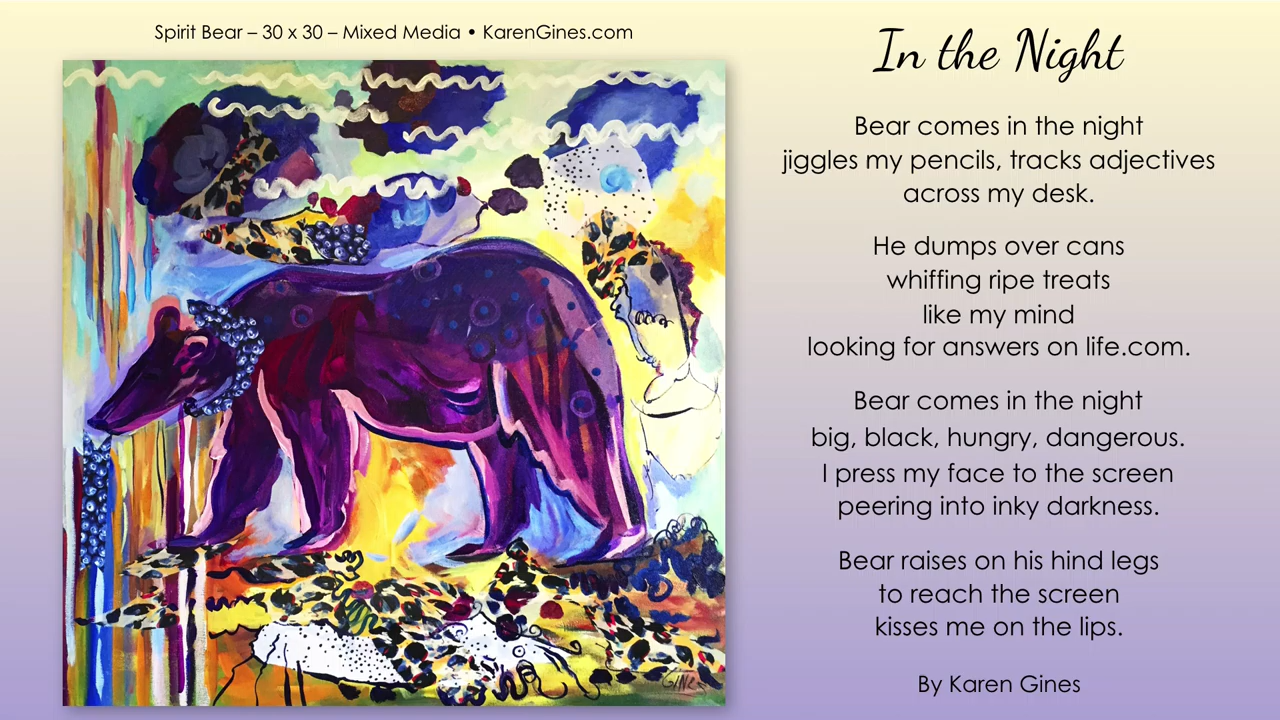 Spirit Bear – 30 x 30 – Mixed Media • KarenGines.com
In the Night
Bear comes in the night
jiggles my pencils, tracks adjectives
across my desk.
He dumps over cans
whiffing ripe treats
like my mind
looking for answers on life.com.
Bear comes in the night
big, black, hungry, dangerous.
I press my face to the screen
peering into inky darkness.
Bear raises on his hind legs
to reach the screen
kisses me on the lips.
By Karen Gines
GINES